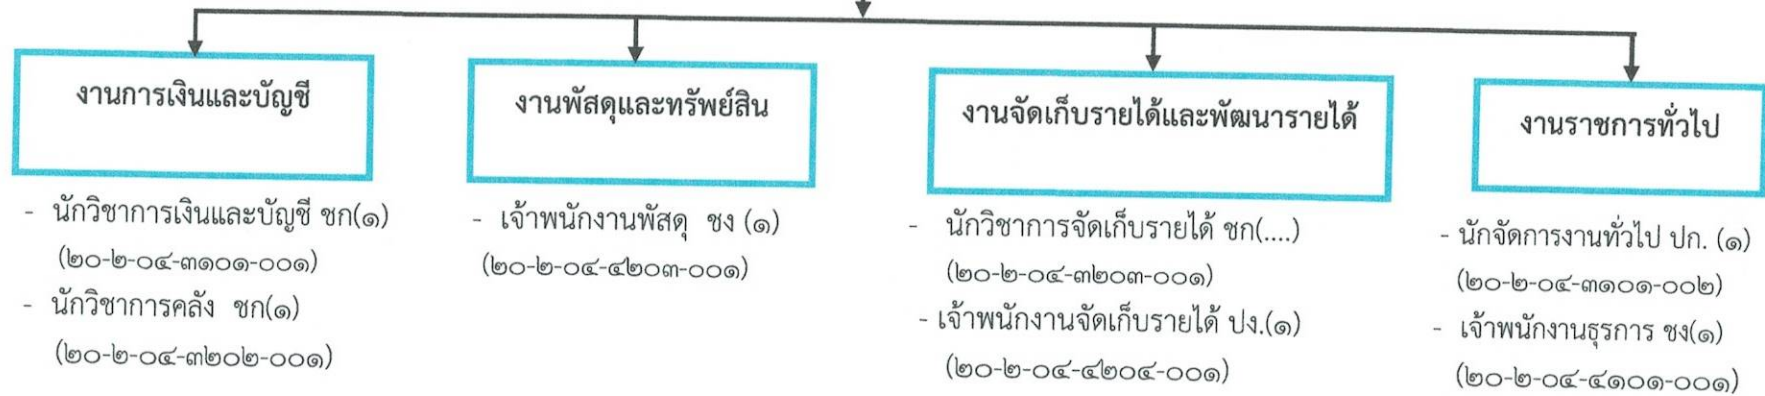 งานการเงินและบัญชี
- นักวิชาการเงินและบัญชี ชก(๑)
(๒๐-๒-๐๔-๓๑๐๑-๐๐๑)
- นักวิชาการคลัง ชก(๑)
(๒๐-๒-๐๔-๓๒๐๒-๐๐๑)
งานพัสดุและทรัพย์สิน
- เจ้าพนักงานพัสดุ ชง (๑)
(๒๐-๒-๐๔-๔๒๐๓-๐๐๑)
งานจัดเก็บรายได้และพัฒนารายได้
- นักวิชาการจัดเก็บรายได้ ชก(....)
(๒๐-๒-๐๔-๓๒๐๓-๐๐๑)
- เจ้าพนักงานจัดเก็บรายได้ ปง.(๑)
(๒๐-๒-๐๔-๔๒๐๔-๐๐๑)
งานราชการทั่วไป
- นักจัดการงานทั่วไป ปก. (๑)
(๒๐-๒-๐๔-๓๑๐๑-๐๐๒)
- เจ้าพนักงานธุรการ ชง(๑)
(๒๐-๒-๐๔-๔๑๐๑-๐๐๑)